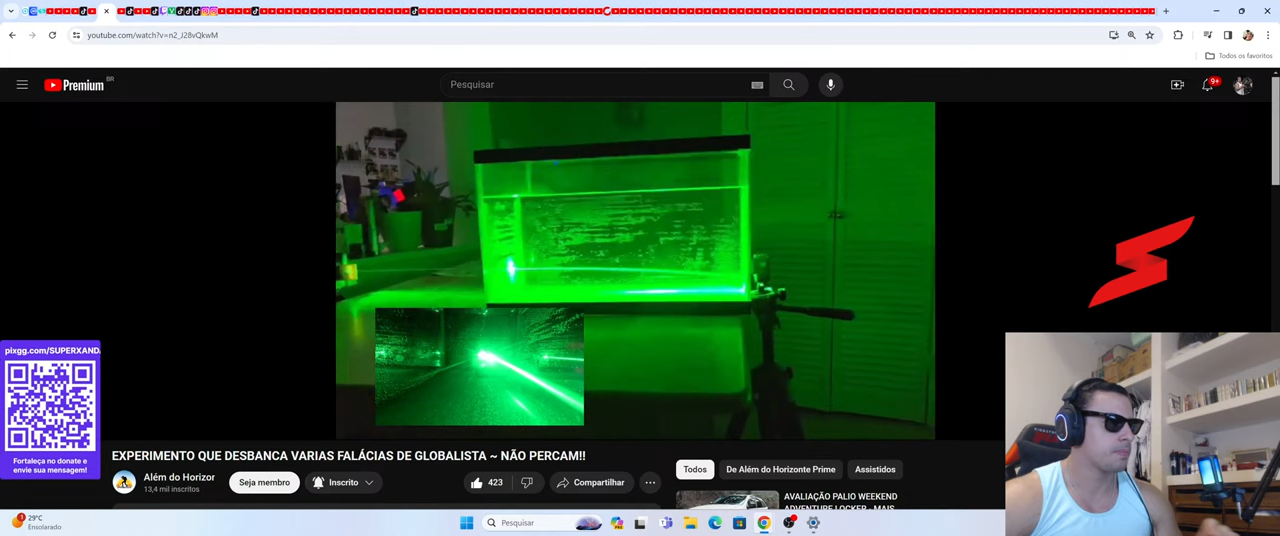 youtube.com/watch?v=n2_J28vQkwM
Todos os favoritos
Premium
BR
Pesquisar
9+
pixgg.com/SUPERXAND
Fortaleça no donate e
envie sua mensagem!
EXPERIMENTO QUE DESBANCA VARIAS FALÁCIAS DE GLOBALISTA ~ NÃO PERCAM!!
Além do Horizon
13,4 mil inscritos
Seja membro
Inscrito
423
Compartilhar
Todos
De Além do Horizonte Prime
Assistidos
AVALIAÇÃO PALIO WEEKEND
ADVENTURE LOCKER - MAIS
1
29°C
Ensolarado
Pesquisar